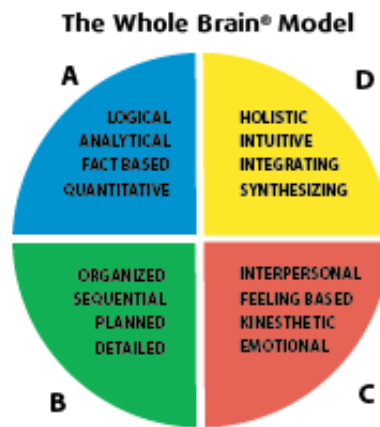 The Whole Brain® Model
A
LOGICAL
ANALYTICAL
FACT BASED
QUANTITATIVE
D
HOLISTIC
INTUITIVE
INTEGRATING
SYNTHESIZING
B
ORGANIZED
SEQUENTIAL
PLANNED
DETAILED
C
INTERPERSONAL
FEELING BASED
KINESTHETIC
EMOTIONAL